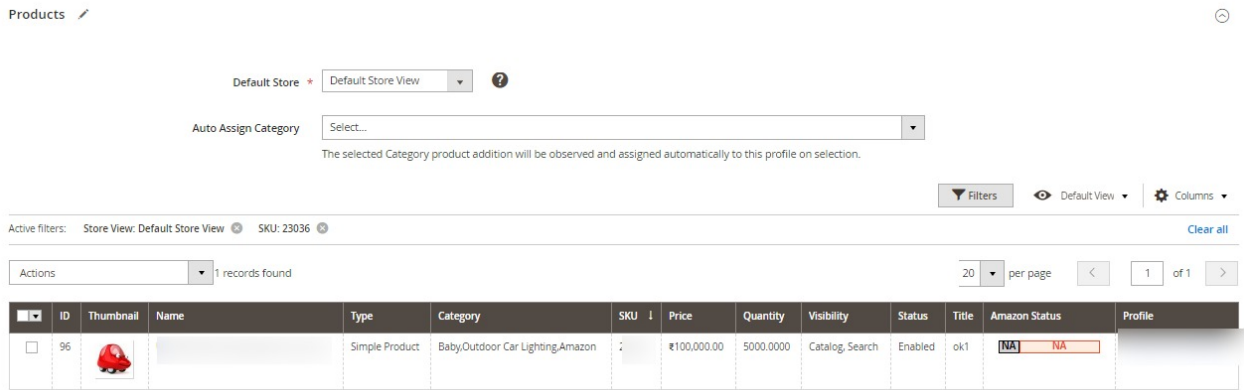 Products
Default Store * Default Store View ?
Auto Assign Category Select...
The selected Category product addition will be observed and assigned automatically to this profile on selection.
Filters Default View Columns
Active filters: Store View: Default Store View SKU: 23036 Clear all
Actions 1 records found 20 per page 1 of 1
ID Thumbnail Name Type Category SKU ↓ Price Quantity Visibility Status Title Amazon Status Profile
96 Simple Product Baby,Outdoor Car Lighting,Amazon ₹100,000.00 5000.0000 Catalog, Search Enabled ok1 NA NA